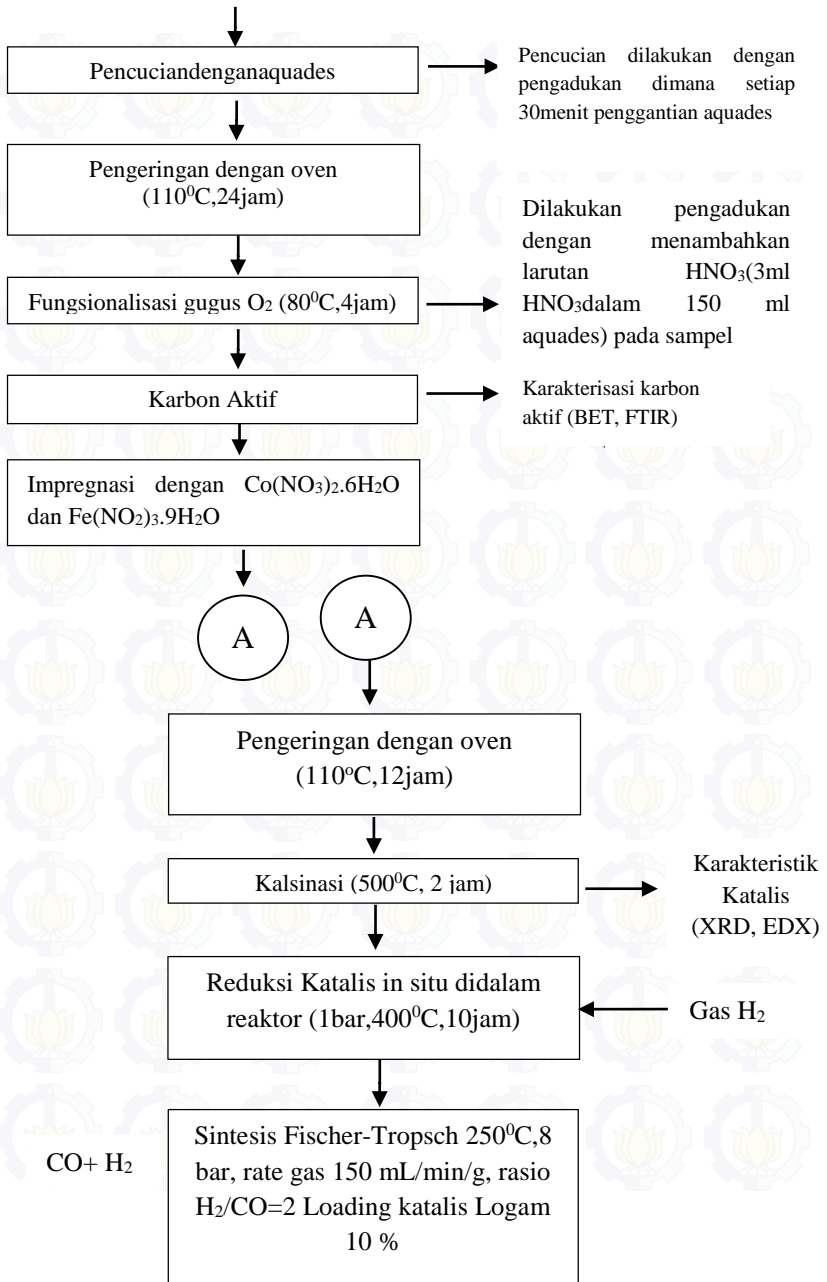 Pencuciandenganaquades
Pencucian dilakukan dengan
pengadukan dimana setiap
30menit penggantian aquades
Pengeringan dengan oven
(110⁰C,24jam)
Fungsionalisasi gugus O₂ (80⁰C,4jam)
Dilakukan pengadukan
dengan menambahkan
larutan HNO₃(3ml
HNO₃dalam 150 ml
aquades) pada sampel
Karbon Aktif
Karakterisasi karbon
aktif (BET, FTIR)
Impregnasi dengan Co(NO₃)₂.6H₂O
dan Fe(NO₂)₃.9H₂O
A
A
Pengeringan dengan oven
(110ᵒC,12jam)
Kalsinasi (500⁰C, 2 jam)
Karakteristik
Katalis
(XRD, EDX)
Reduksi Katalis in situ didalam
reaktor (1bar,400⁰C,10jam)
Gas H₂
CO+ H₂
Sintesis Fischer-Tropsch 250⁰C,8
bar, rate gas 150 mL/min/g, rasio
H₂/CO=2 Loading katalis Logam
10 %